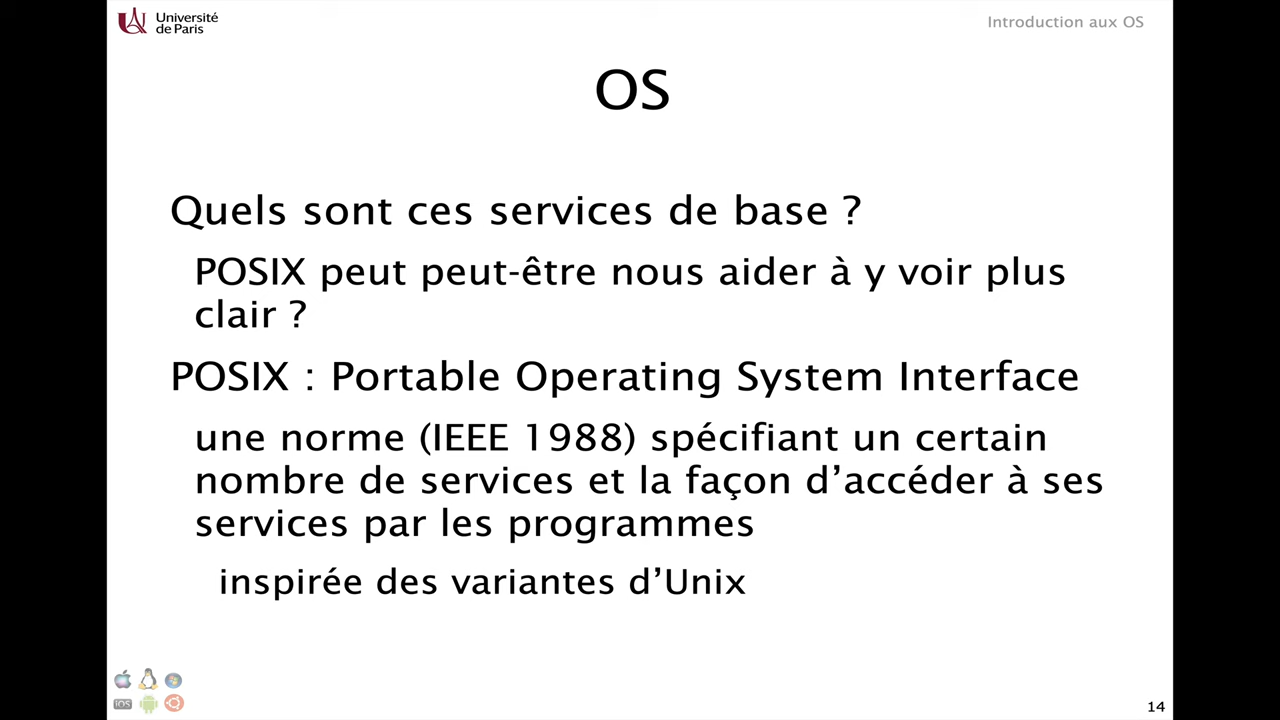 Université
de Paris
Introduction aux OS
OS
Quels sont ces services de base ?
POSIX peut peut-être nous aider à y voir plus
clair ?
POSIX : Portable Operating System Interface
une norme (IEEE 1988) spécifiant un certain
nombre de services et la façon d’accéder à ses
services par les programmes
inspirée des variantes d’Unix
iOS
14